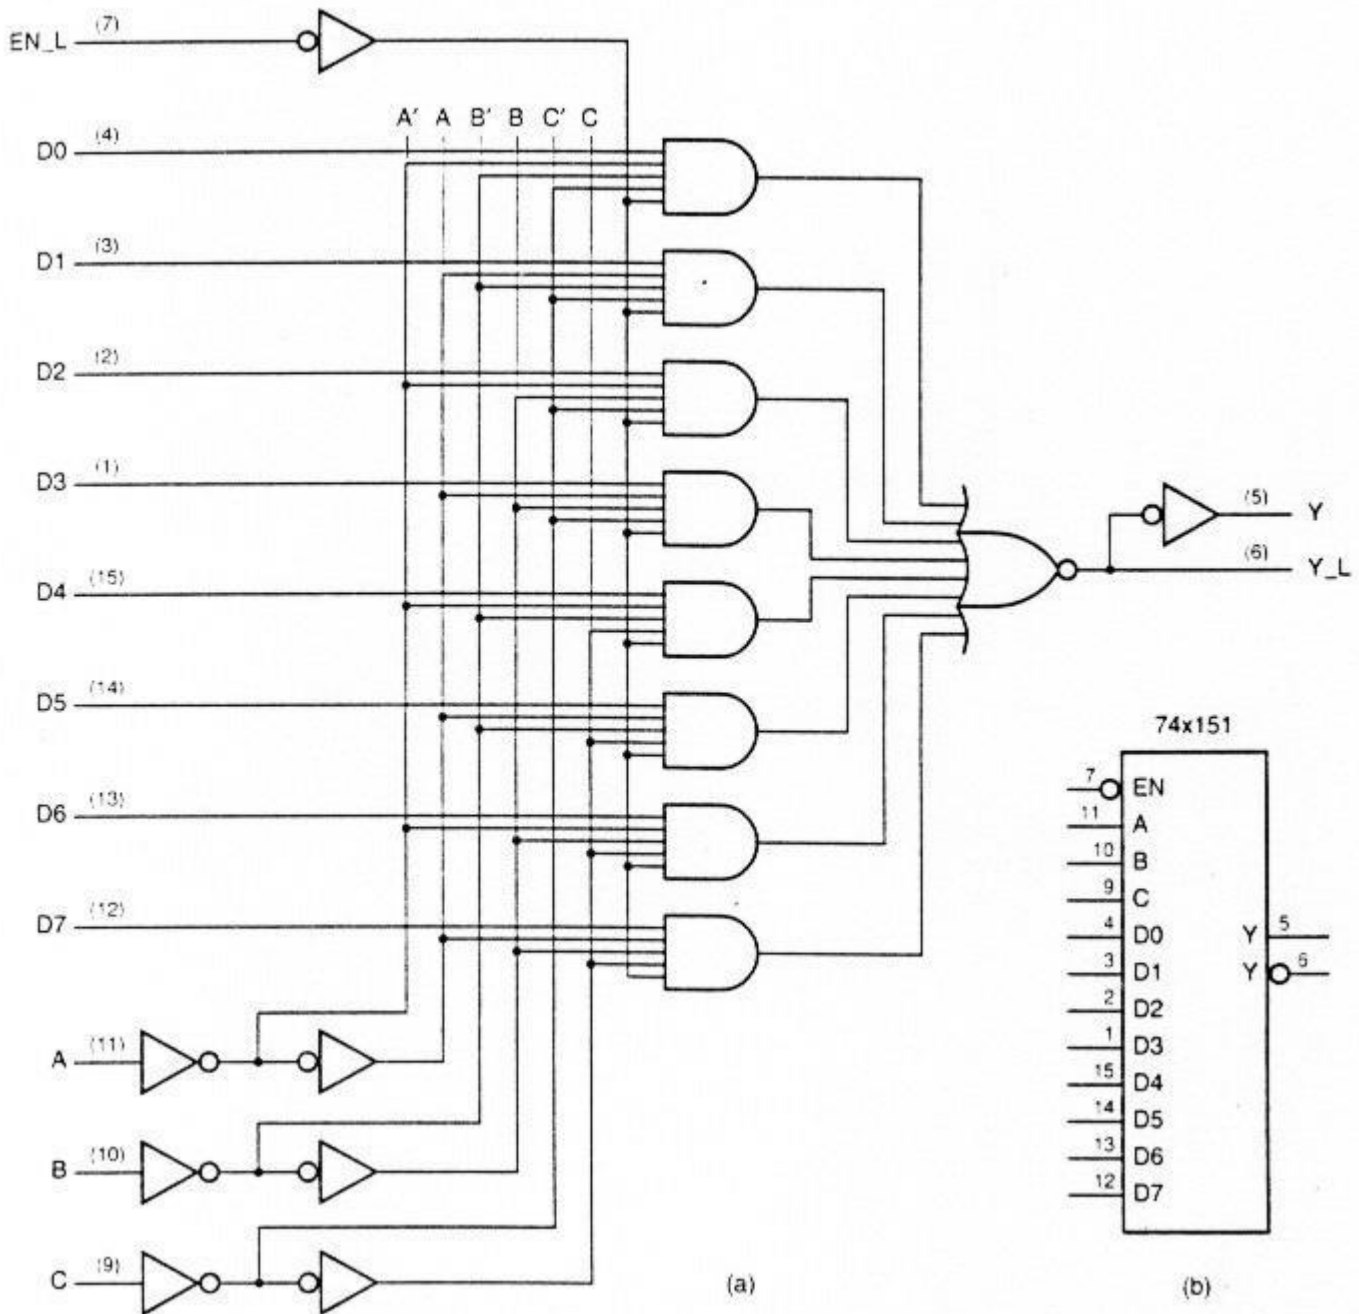 EN_L (7)
A' A B' B C' C
D0 (4)
D1 (3)
D2 (2)
D3 (1)
D4 (15)
D5 (14)
D6 (13)
D7 (12)
A (11)
B (10)
C (9)
(5) Y
(6) Y_L
(a)
74x151
7 EN
11 A
10 B
9 C
4 D0 Y 5
3 D1 Y 6
2 D2
1 D3
15 D4
14 D5
13 D6
12 D7
(b)